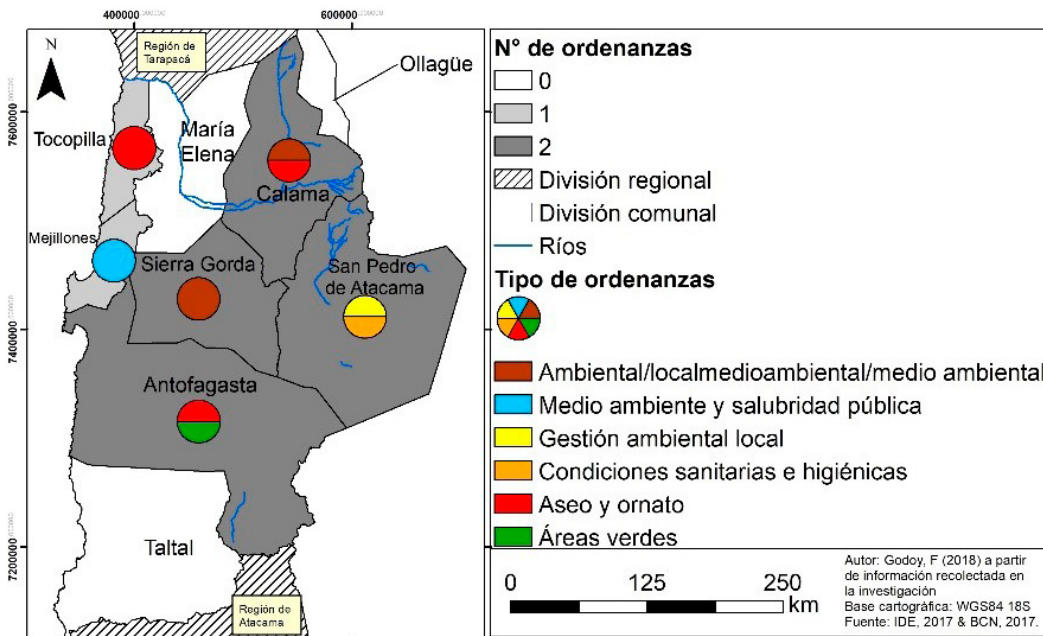 400000,000000
600000,000000
N
Región de
Tarapacá
Ollagüe
7600000
Tocopilla
María
Elena
Calama
Mejillones
Sierra Gorda
San Pedro
de Atacama
7400000
Antofagasta
7200000
Taltal
Región de
Atacama
N° de ordenanzas
0
1
2
División regional
División comunal
Ríos
Tipo de ordenanzas
Ambiental/localmedioambiental/medio ambiental
Medio ambiente y salubridad pública
Gestión ambiental local
Condiciones sanitarias e higiénicas
Aseo y ornato
Áreas verdes
0 125 250
km
Autor: Godoy, F (2018) a partir
de información recolectada en
la investigación
Base cartográfica: WGS84 18S
Fuente: IDE, 2017 & BCN, 2017.